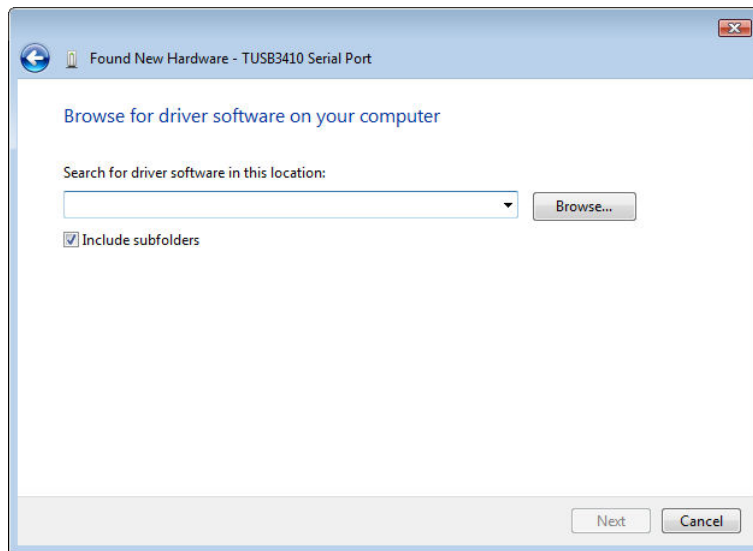 Found New Hardware - TUSB3410 Serial Port
Browse for driver software on your computer
Search for driver software in this location:
Browse...
Include subfolders
Next
Cancel